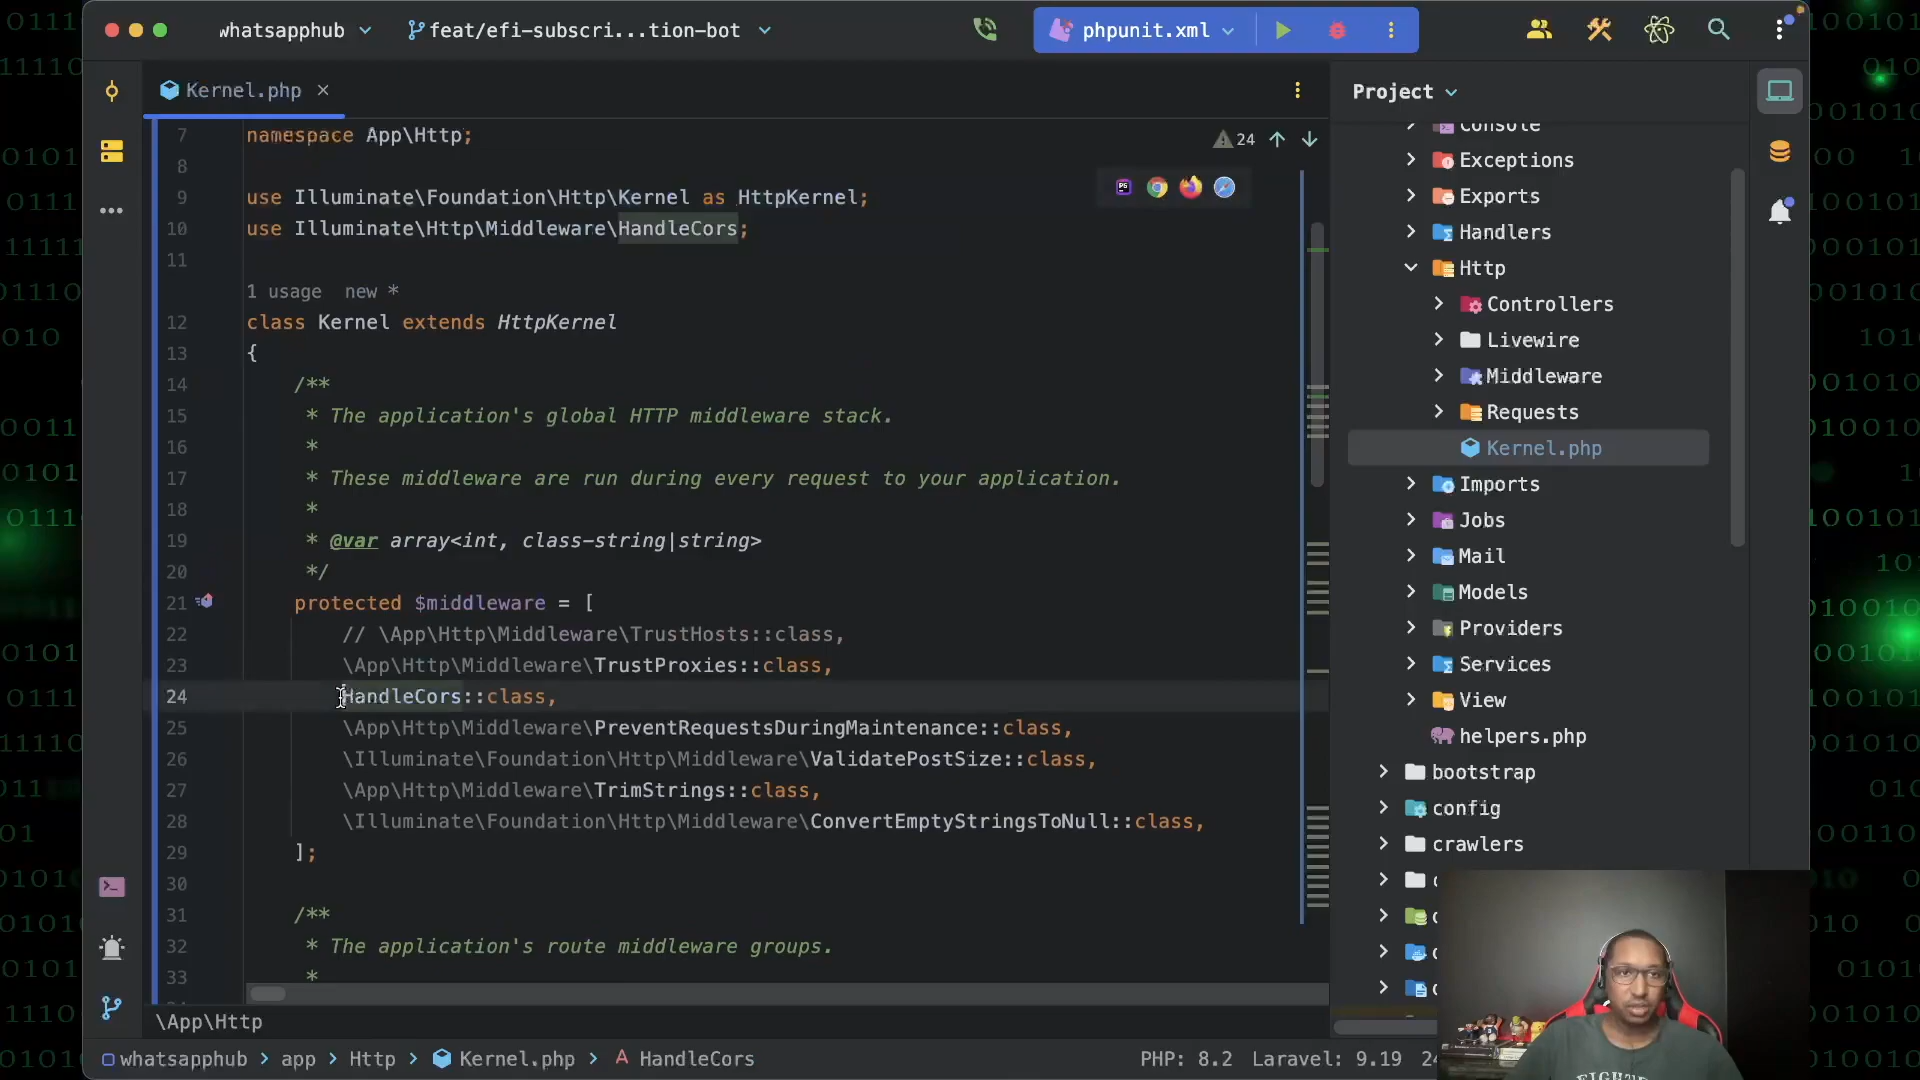 whatsapphub
feat/efi-subscri...tion-bot
phpunit.xml
Kernel.php
Project
24
7 namespace App\Http;
8
9 use Illuminate\Foundation\Http\Kernel as HttpKernel;
10 use Illuminate\Http\Middleware\HandleCors;
11
1 usage new *
12 class Kernel extends HttpKernel
13 {
14 /**
15 * The application's global HTTP middleware stack.
16 *
17 * These middleware are run during every request to your application.
18 *
19 * @var array<int, class-string|string>
20 */
21 protected $middleware = [
22 // \App\Http\Middleware\TrustHosts::class,
23 \App\Http\Middleware\TrustProxies::class,
24 HandleCors::class,
25 \App\Http\Middleware\PreventRequestsDuringMaintenance::class,
26 \Illuminate\Foundation\Http\Middleware\ValidatePostSize::class,
27 \App\Http\Middleware\TrimStrings::class,
28 \Illuminate\Foundation\Http\Middleware\ConvertEmptyStringsToNull::class,
29 ];
30
31 /**
32 * The application's route middleware groups.
33 *
\App\Http
Console
Exceptions
Exports
Handlers
Http
Controllers
Livewire
Middleware
Requests
Kernel.php
Imports
Jobs
Mail
Models
Providers
Services
View
helpers.php
bootstrap
config
crawlers
whatsapphub > app > Http > Kernel.php > HandleCors
PHP: 8.2 Laravel: 9.19